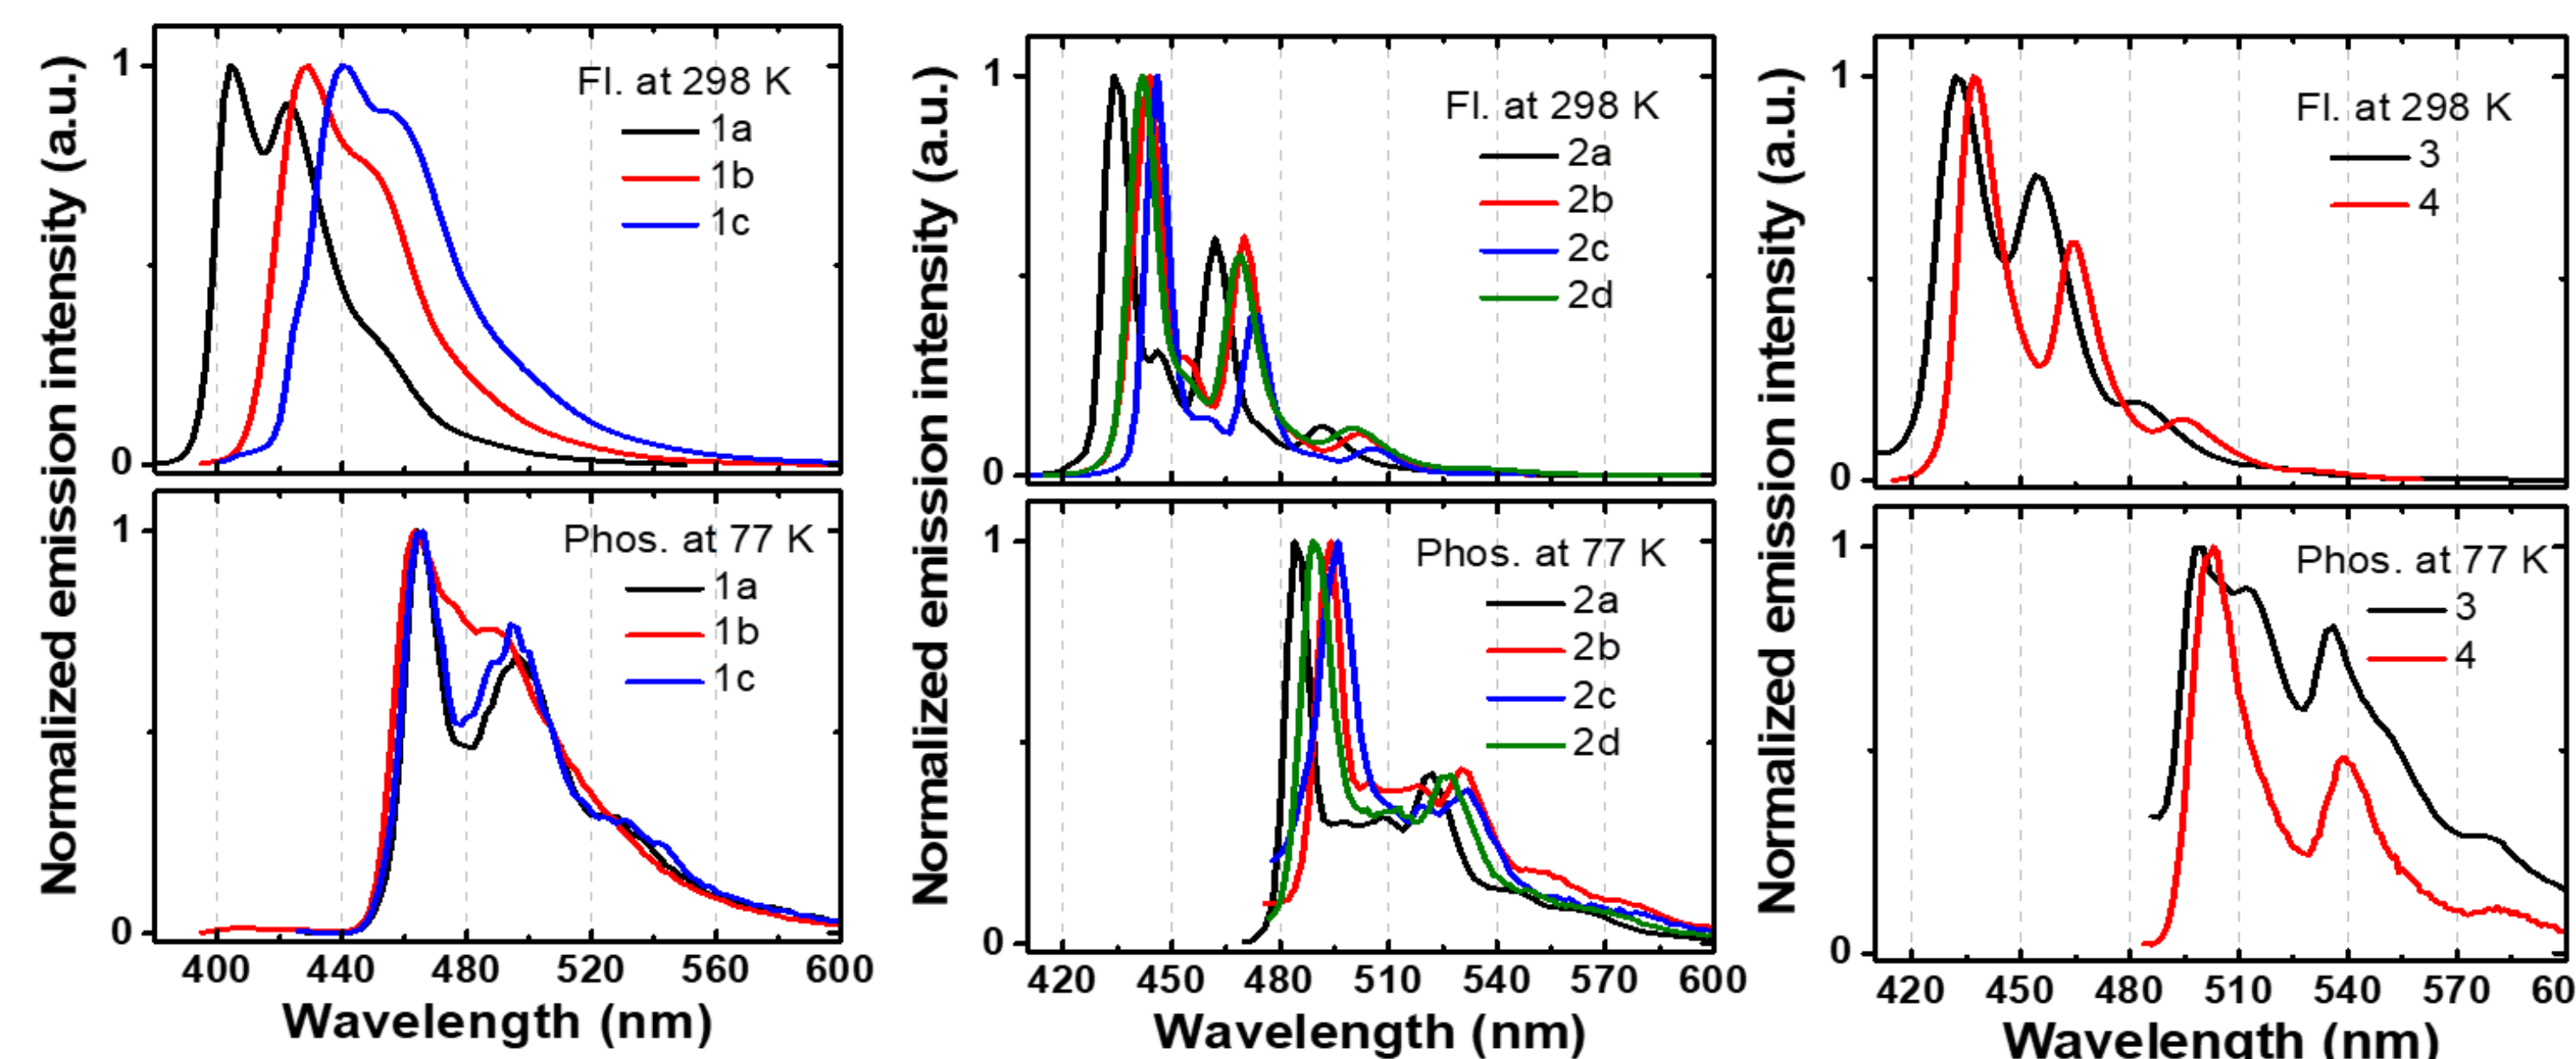 Normalized emission intensity (a.u.)
1
0
Fl. at 298 K
1a
1b
1c
1
0
Phos. at 77 K
1a
1b
1c
400 440 480 520 560 600
Wavelength (nm)
Normalized emission intensity (a.u.)
1
0
Fl. at 298 K
2a
2b
2c
2d
1
0
Phos. at 77 K
2a
2b
2c
2d
420 450 480 510 540 570 600
Wavelength (nm)
Normalized emission intensity (a.u.)
1
0
Fl. at 298 K
3
4
1
0
Phos. at 77 K
3
4
420 450 480 510 540 570 60
Wavelength (nm)